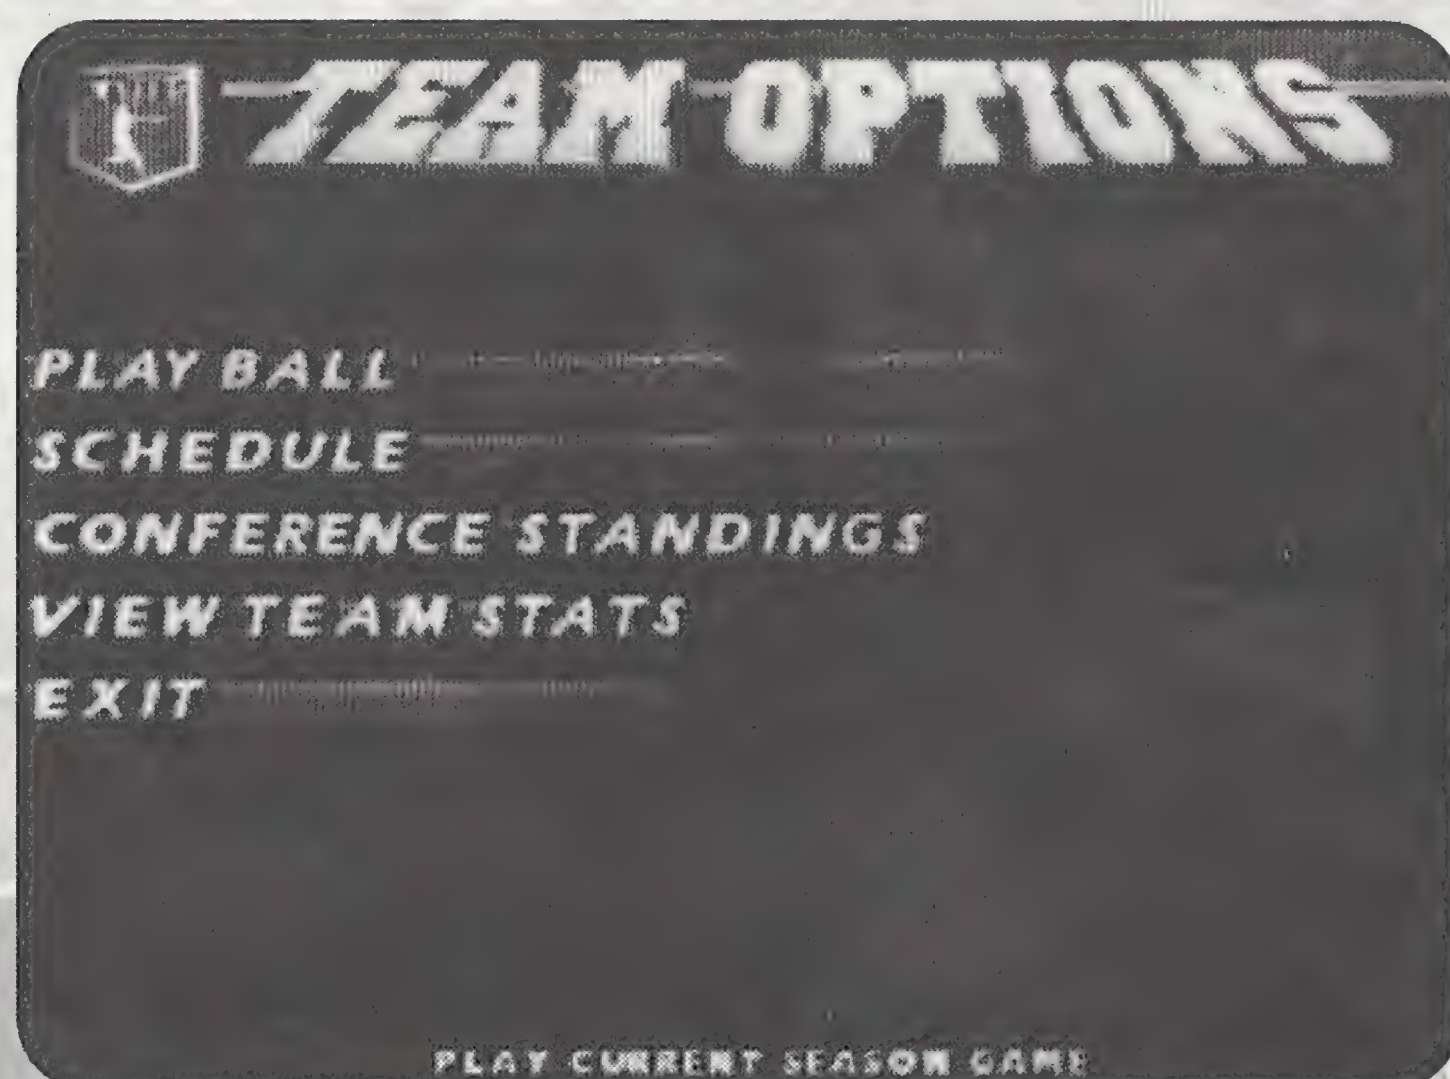 TEAM OPTIONS
PLAY BALL
SCHEDULE
CONFERENCE STANDINGS
VIEW TEAM STATS
EXIT
PLAY CURRENT SEASON GAME